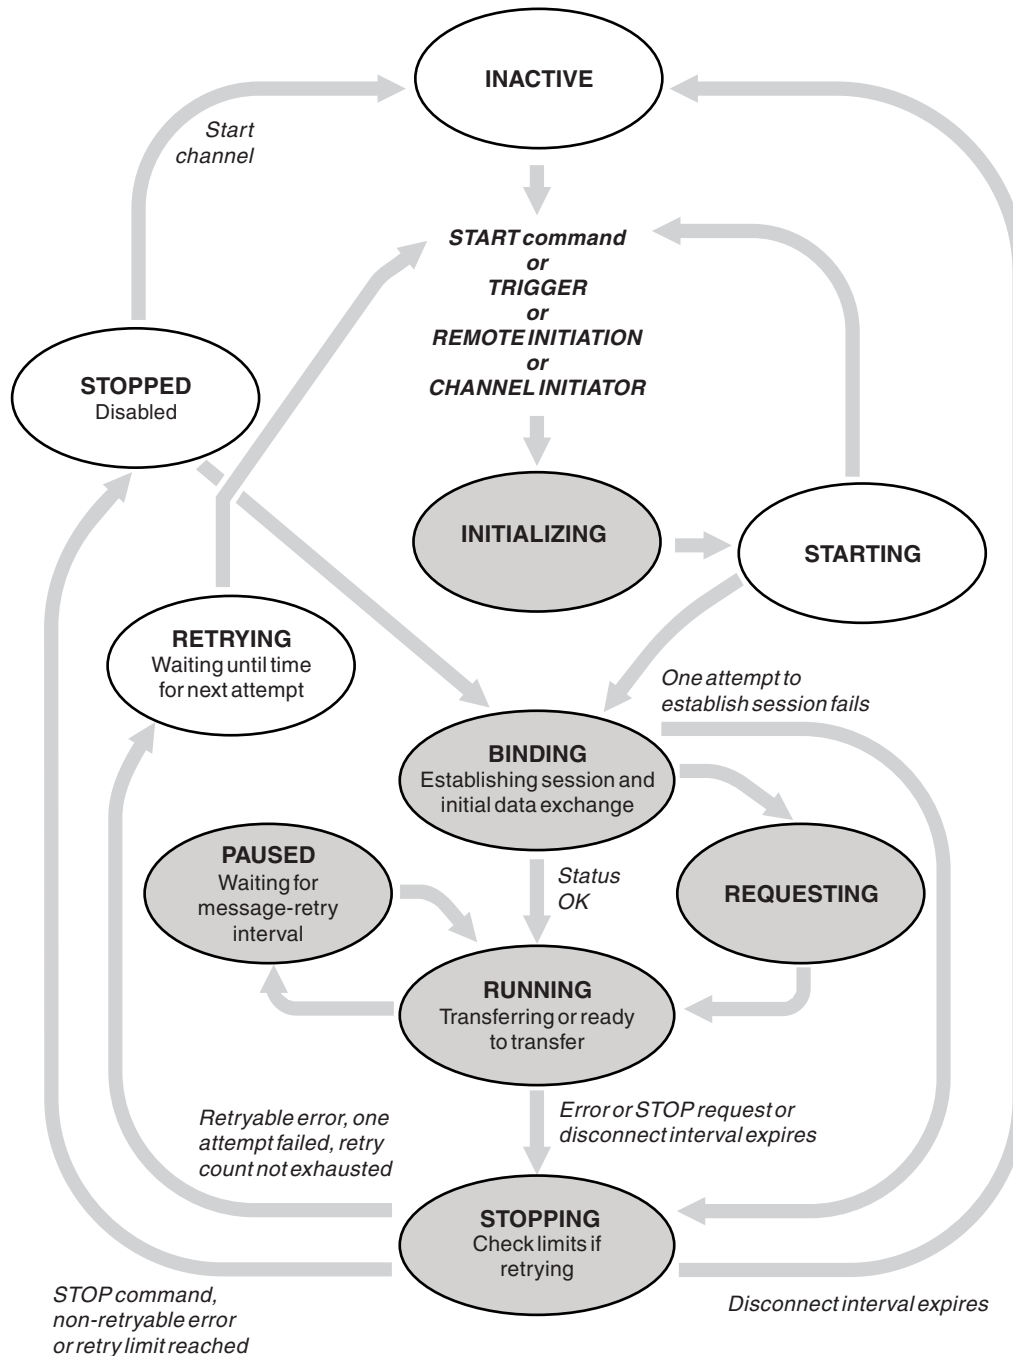 INACTIVE
Start
channel
START command
or
TRIGGER
or
REMOTE INITIATION
or
CHANNEL INITIATOR
STOPPED
Disabled
INITIALIZING
STARTING
RETRYING
Waiting until time
for next attempt
One attempt to
establish session fails
BINDING
Establishing session and
initial data exchange
PAUSED
Waiting for
message-retry
interval
Status
OK
REQUESTING
RUNNING
Transferring or ready
to transfer
Retryable error, one
attempt failed, retry
count not exhausted
Error or STOP request or
disconnect interval expires
STOPPING
Check limits if
retrying
STOP command,
non-retryable error
or retry limit reached
Disconnect interval expires